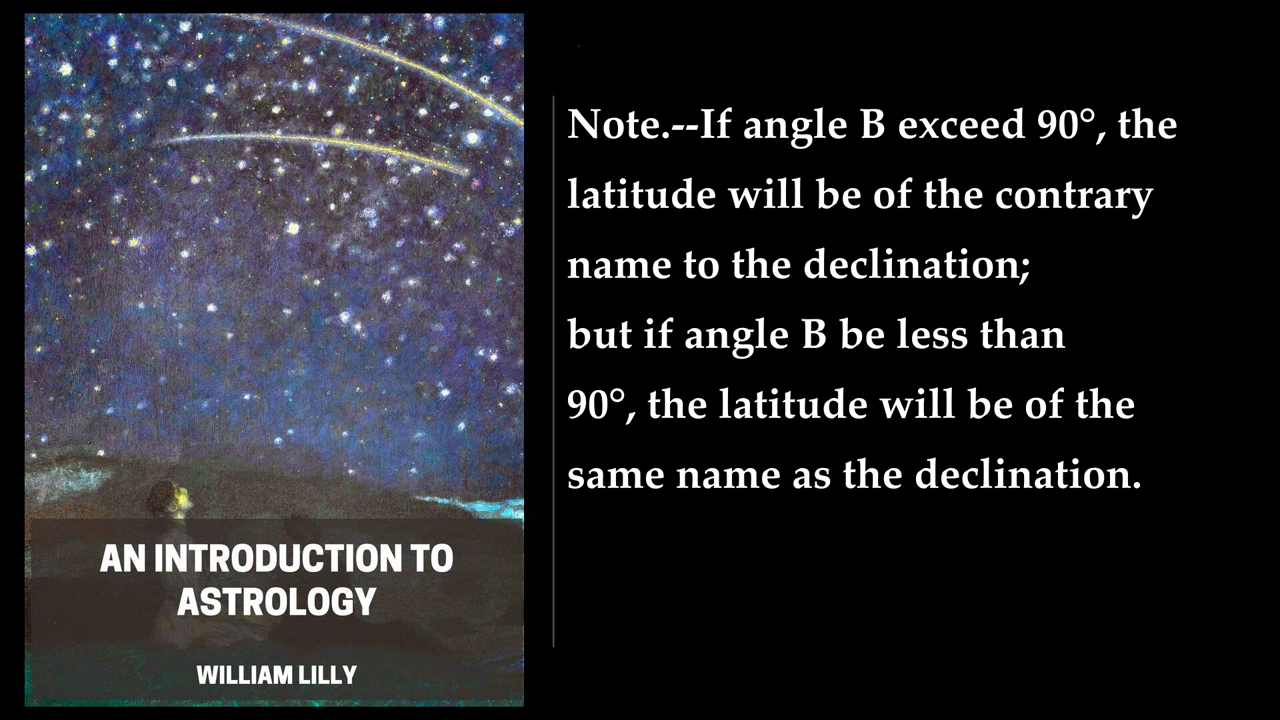 AN INTRODUCTION TO
ASTROLOGY
WILLIAM LILLY
Note.--If angle B exceed 90°, the
latitude will be of the contrary
name to the declination;
but if angle B be less than
90°, the latitude will be of the
same name as the declination.